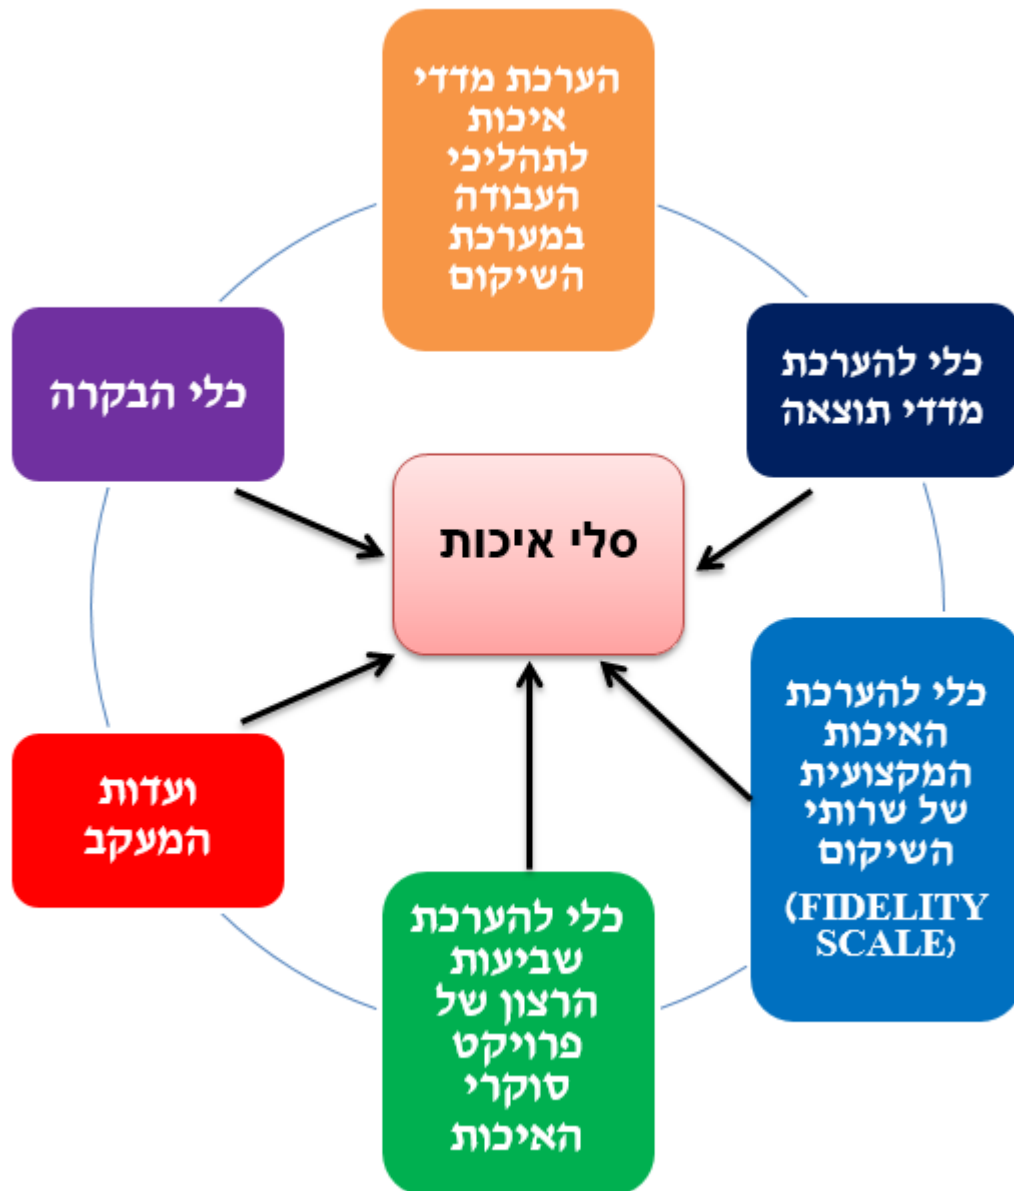 הערכת מדדי
איכות
לתהליכי
העבודה
במערכת
השיקום
כלי להערכת
מדדי תוצאה
כלי הבקרה
סלי איכות
כלי להערכת
האיכות
המקצועית
של שרותי
השיקום
(FIDELITY
SCALE)
ועדות
המעקב
כלי להערכת
שביעות
הרצון של
פרויקט
סוקרי
האיכות